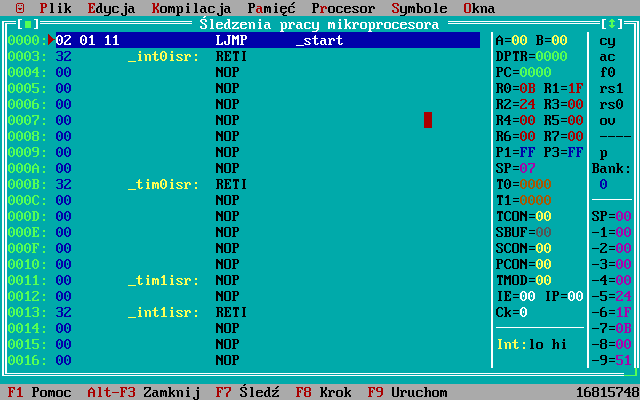 Plik Edycja Kompilacja Pamięć Procesor Symbole Okna
Śledzenia pracy mikroprocesora
0000: 02 01 11 LJMP _start A=00 B=00 cy
0003: 32 _int0isr: RETI DPTR=0000 ac
0004: 00 NOP PC=0000 f0
0005: 00 NOP R0=0B R1=1F rs1
0006: 00 NOP R2=24 R3=00 rs0
0007: 00 NOP R4=00 R5=00 ov
0008: 00 NOP R6=00 R7=00 ----
0009: 00 NOP P1=FF P3=FF p
000A: 00 NOP SP=07 Bank:
000B: 32 _tim0isr: RETI T0=0000 0
000C: 00 NOP T1=0000
000D: 00 NOP TCON=00 SP=00
000E: 00 NOP SBUF=00 -1=00
000F: 00 NOP SCON=00 -2=00
0010: 00 NOP PCON=00 -3=00
0011: 00 _tim1isr: NOP TMOD=00 -4=00
0012: 00 NOP IE=00 IP=00 -5=24
0013: 32 _int1isr: RETI Ck=0 -6=1F
0014: 00 NOP -7=0B
0015: 00 NOP Int:lo hi -8=00
0016: 00 NOP -9=51
F1 Pomoc Alt-F3 Zamknij F7 Śledź F8 Krok F9 Uruchom 16815748